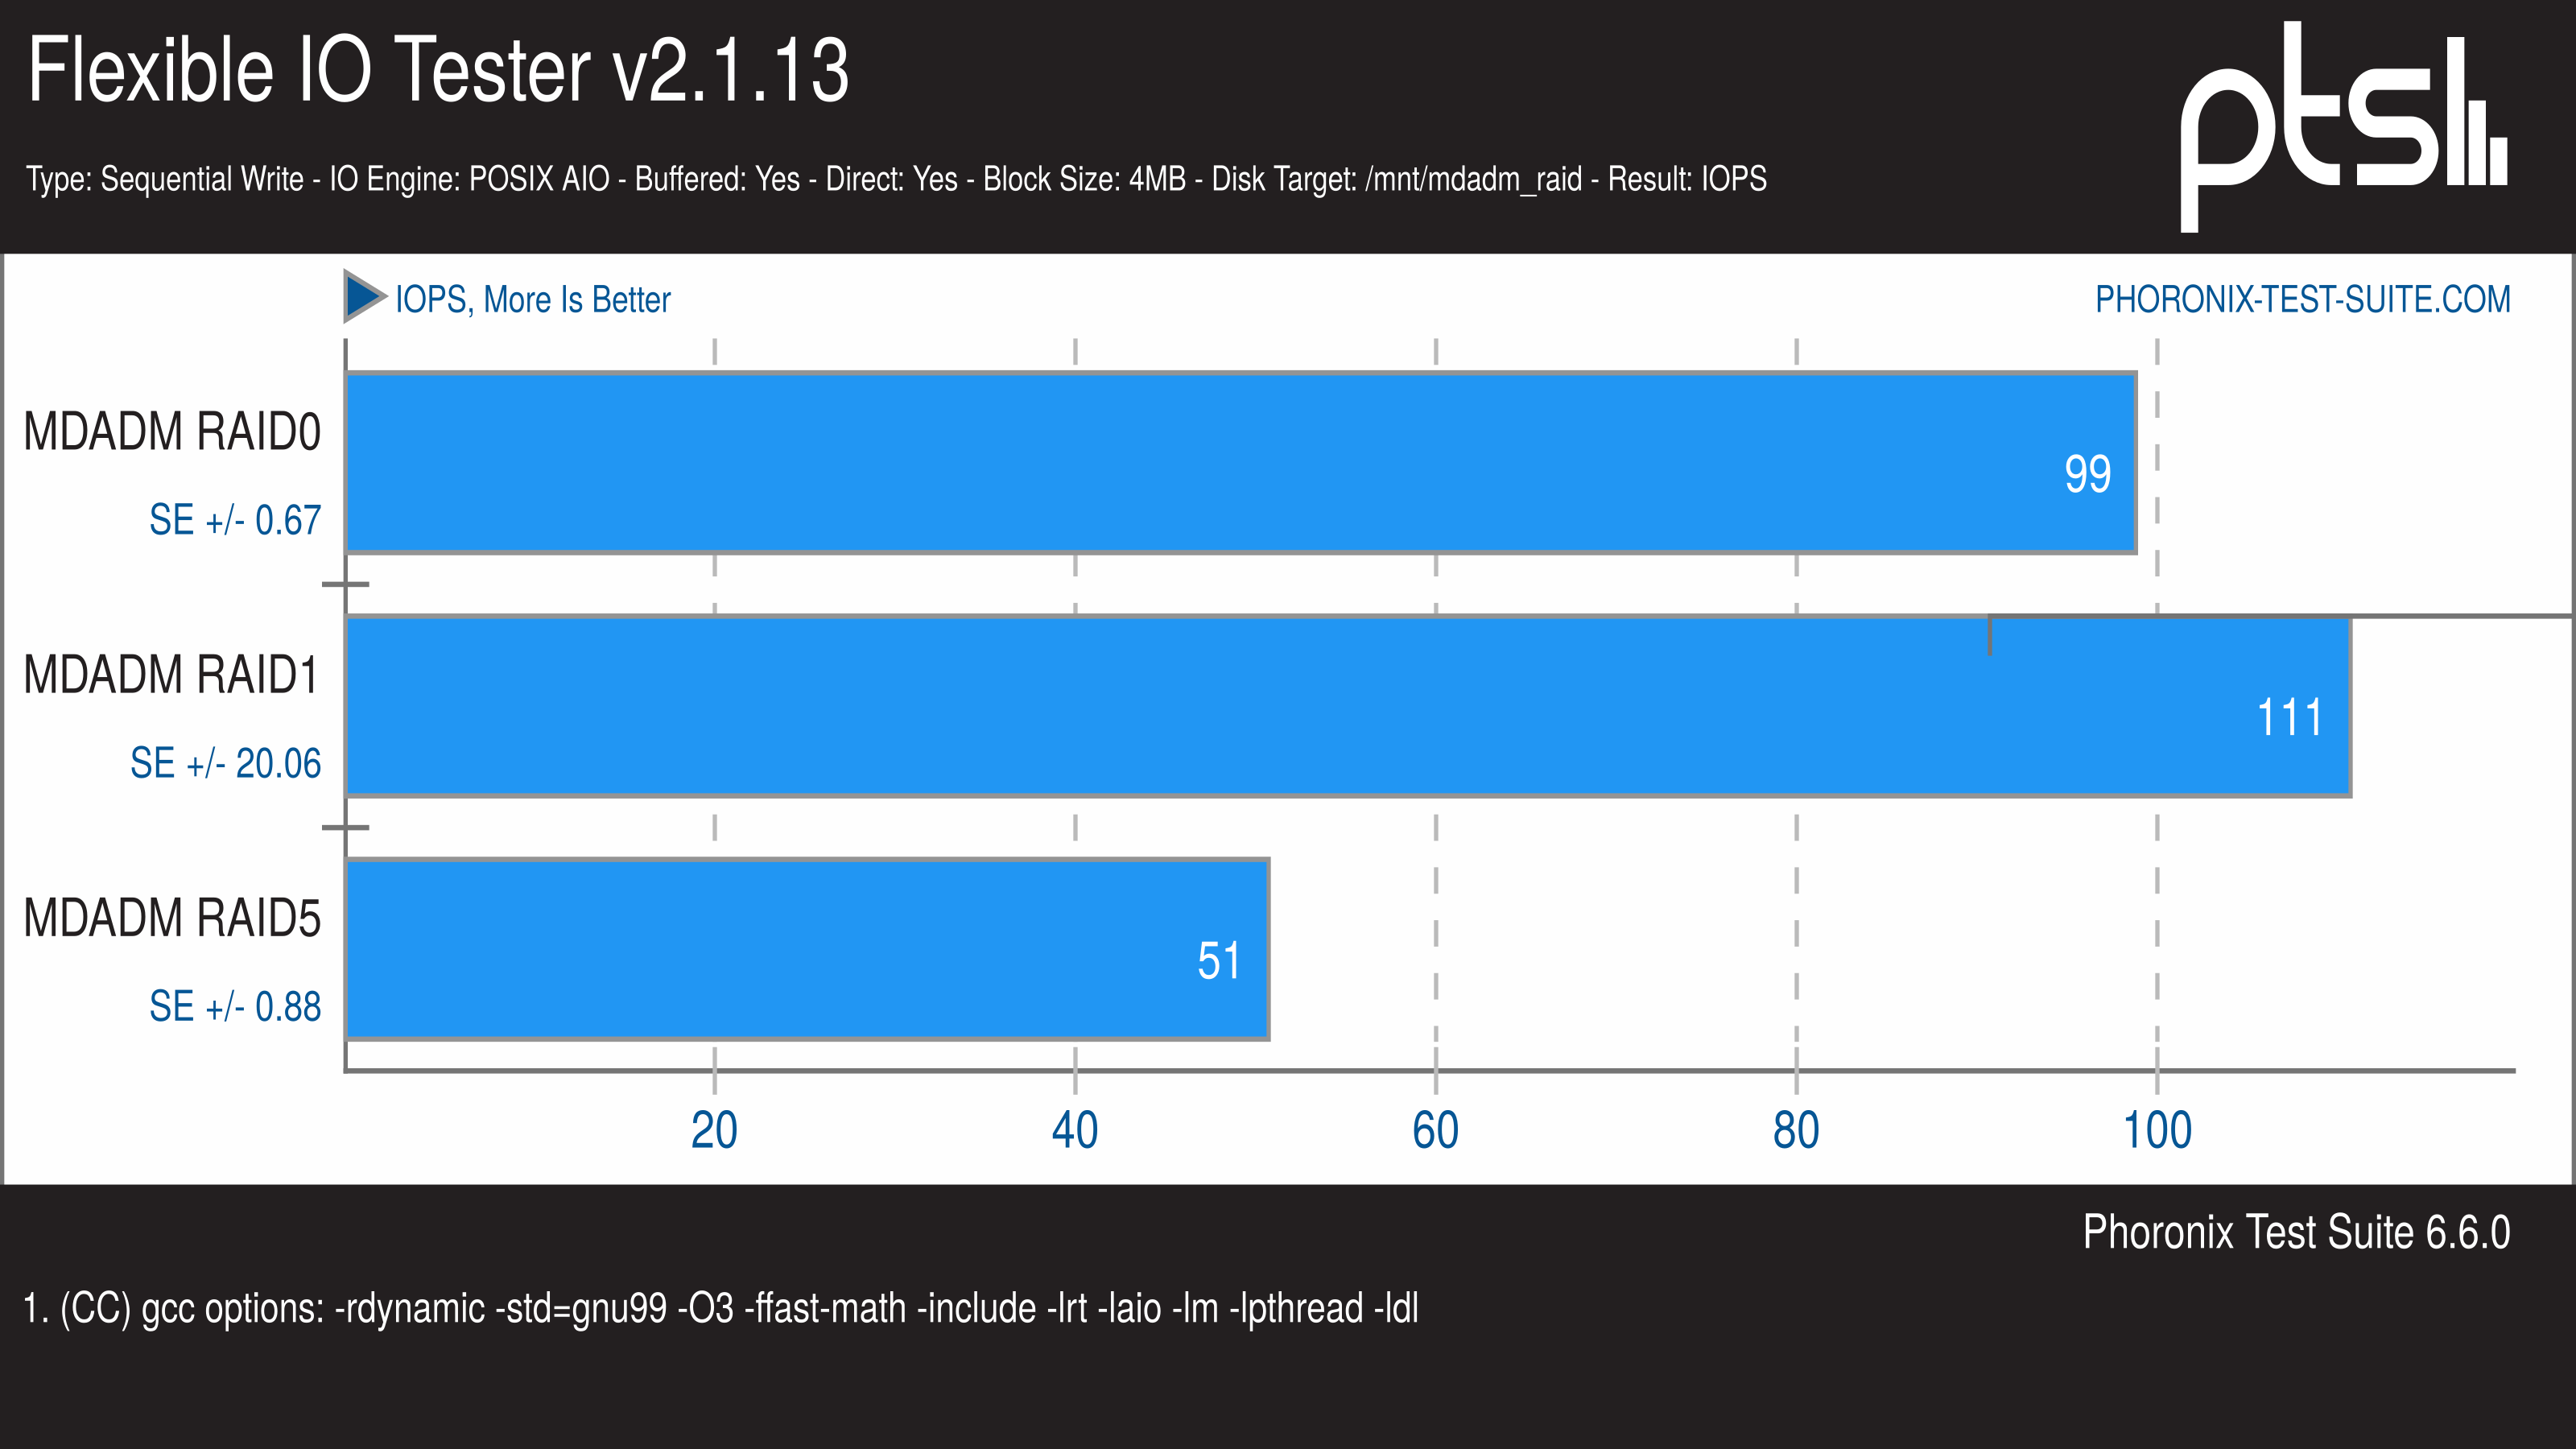 Flexible IO Tester v2.1.13
ptsl
Type: Sequential Write - IO Engine: POSIX AIO - Buffered: Yes - Direct: Yes - Block Size: 4MB - Disk Target: /mnt/mdadm_raid - Result: IOPS
IOPS, More Is Better
PHORONIX-TEST-SUITE.COM
MDADM RAID0
SE +/- 0.67
99
MDADM RAID1
SE +/- 20.06
111
MDADM RAID5
SE +/- 0.88
51
20 40 60 80 100
Phoronix Test Suite 6.6.0
1. (CC) gcc options: -rdynamic -std=gnu99 -O3 -ffast-math -include -lrt -laio -lm -lpthread -ldl